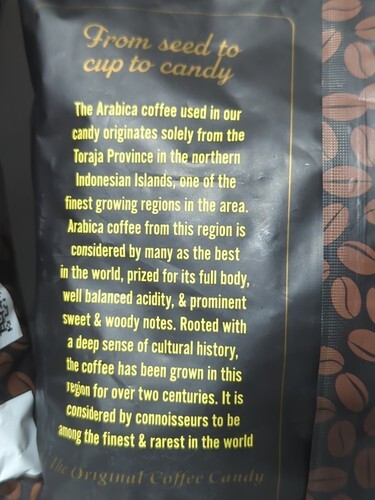 From seed to
cup to candy
The Arabica coffee used in our
candy originates solely from the
Toraja Province in the northern
Indonesian Islands, one of the
finest growing regions in the area.
Arabica coffee from this region is
considered by many as the best
in the world, prized for its full body,
well balanced acidity, & prominent
sweet & woody notes. Rooted with
a deep sense of cultural history,
the coffee has been grown in this
region for over two centuries. It is
considered by connoisseurs to be
among the finest & rarest in the world
The Original Coffee Candy